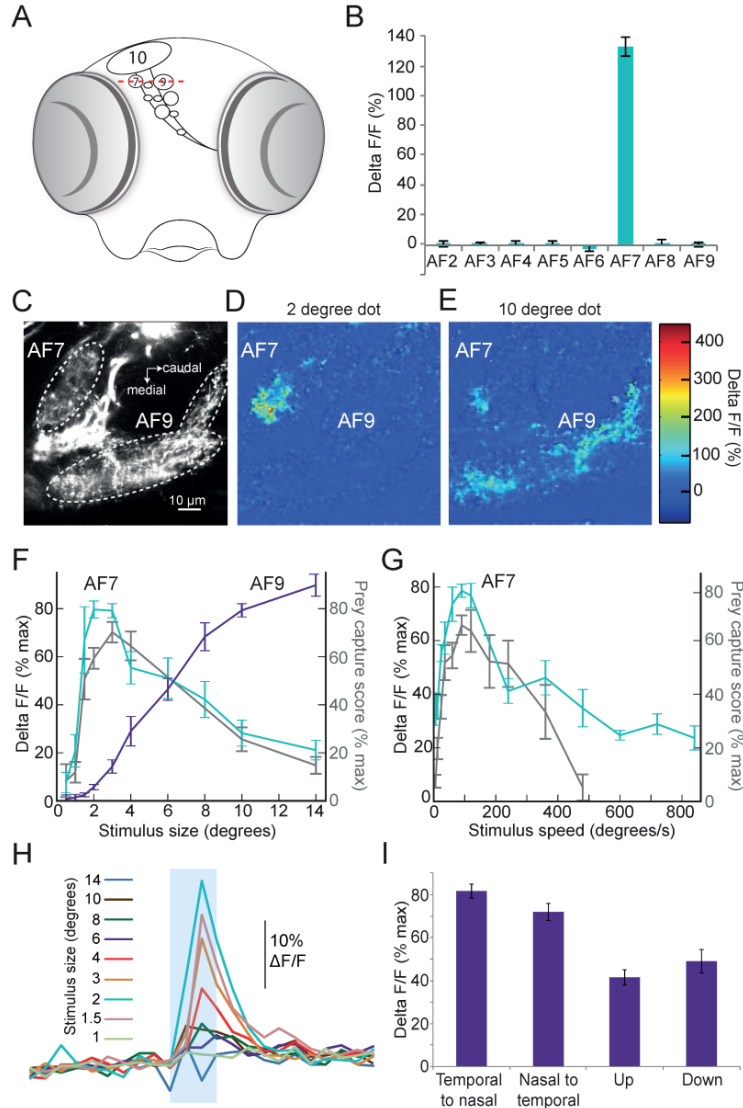 A
10
7
9
B
Delta F/F (%)
140
120
100
80
60
40
20
0
AF2 AF3 AF4 AF5 AF6 AF7 AF8 AF9
C
AF7
caudal
medial
AF9
10 µm
D
2 degree dot
AF7
AF9
E
10 degree dot
AF7
AF9
400
300
200
100
0
Delta F/F (%)
F
AF7
AF9
Delta F/F (% max)
80
60
40
20
0
0 2 4 6 8 10 12 14
Stimulus size (degrees)
80
60
40
20
0
Prey capture score (% max)
G
AF7
Delta F/F (% max)
80
60
40
20
0
0 200 400 600 800
Stimulus speed (degrees/s)
80
60
40
20
0
Prey capture score (% max)
H
Stimulus size (degrees)
14
10
8
6
4
3
2
1.5
1
10%
ΔF/F
I
Delta F/F (% max)
80
60
40
20
0
Temporal to nasal
Nasal to temporal
Up
Down